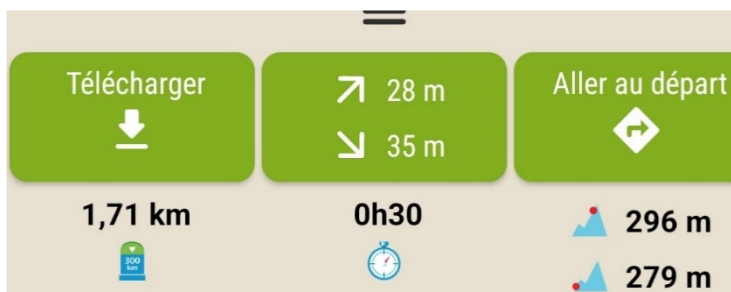 Télécharger
28 m
35 m
Aller au départ
1,71 km
0h30
296 m
300
km
279 m